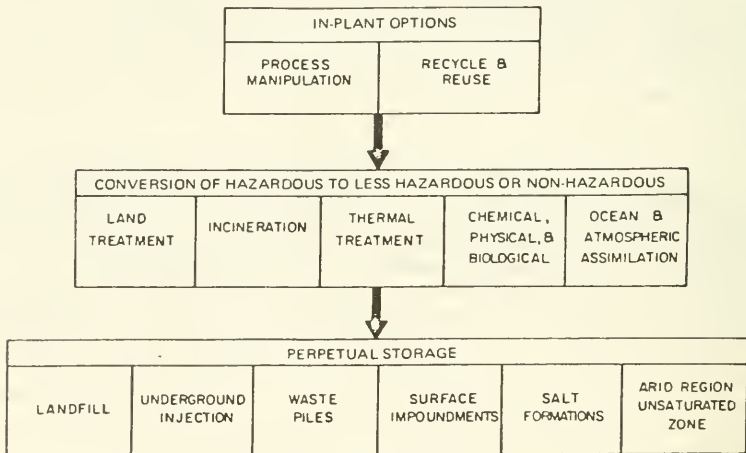 IN-PLANT OPTIONS
PROCESS
MANIPULATION
RECYCLE &
REUSE
CONVERSION OF HAZARDOUS TO LESS HAZARDOUS OR NON-HAZARDOUS
LAND
TREATMENT
INCINERATION
THERMAL
TREATMENT
CHEMICAL,
PHYSICAL, &
BIOLOGICAL
OCEAN &
ATMOSPHERIC
ASSIMILATION
PERPETUAL STORAGE
LANDFILL
UNDERGROUND
INJECTION
WASTE
PILES
SURFACE
IMPOUNDMENTS
SALT
FORMATIONS
ARID REGION
UNSATURATED
ZONE